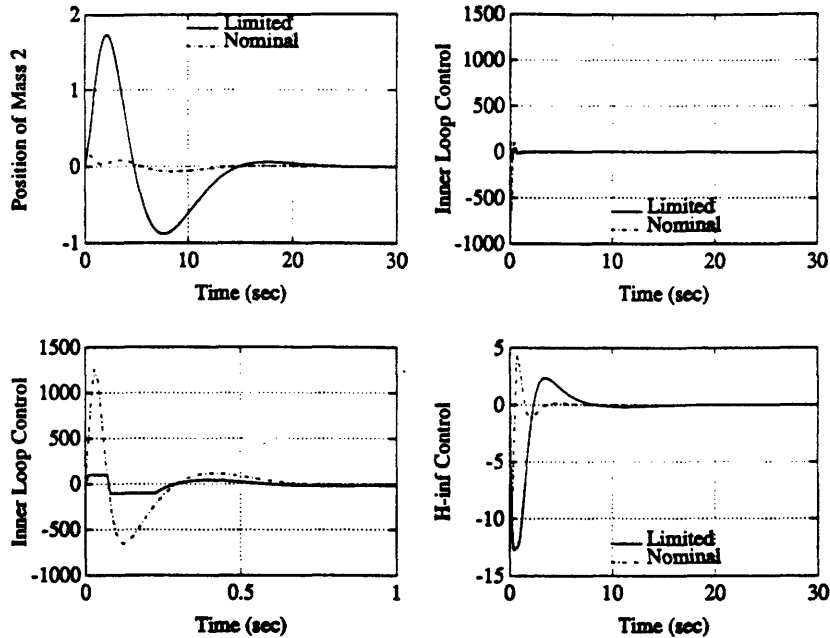 Position of Mass 2
2
1
0
-1
Limited
Nominal
0
10
20
30
Time (sec)
Inner Loop Control
1500
1000
500
0
-500
-1000
Limited
Nominal
0
10
20
30
Time (sec)
Inner Loop Control
1500
1000
500
0
-500
-1000
0
0.5
1
Time (sec)
H-inf Control
5
0
-5
-10
-15
Limited
Nominal
0
10
20
30
Time (sec)